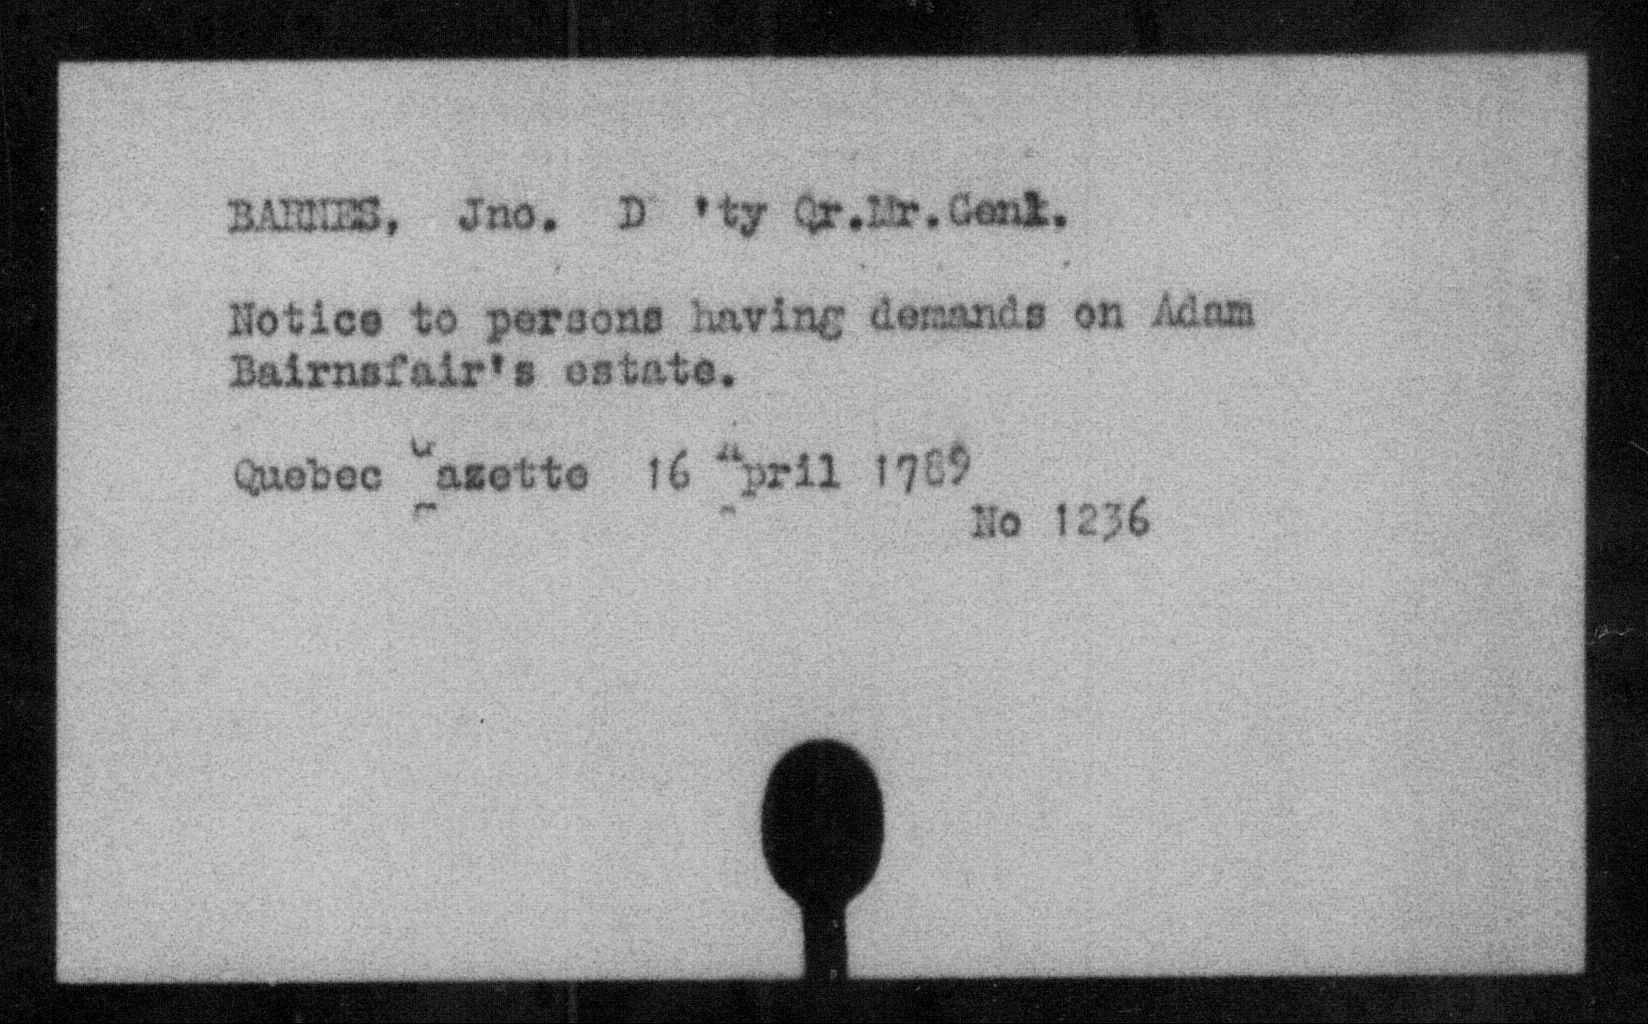 BARNES, Jno. D 'ty Qr.Mr.Genl.
Notice to persons having demands on Adam
Bairnsfair's estate.
Quebec Gazette 16 April 1789
No 1236